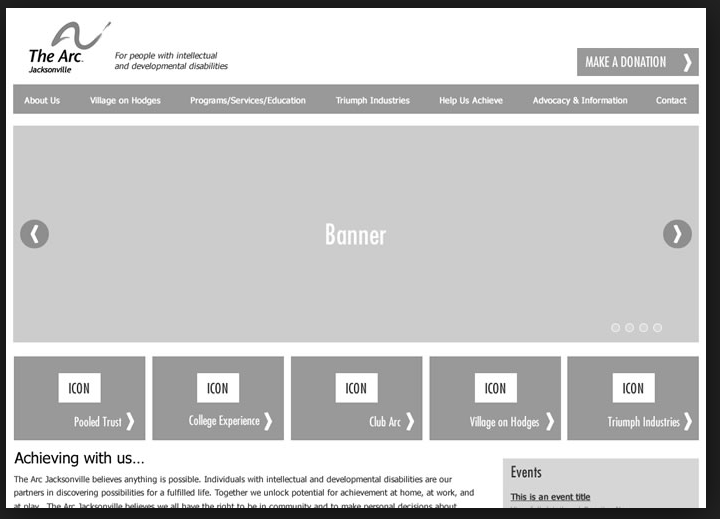 The Arc.
Jacksonville
For people with intellectual
and developmental disabilities
MAKE A DONATION
About Us Village on Hodges Programs/Services/Education Triumph Industries Help Us Achieve Advocacy & Information Contact
Banner
ICON ICON ICON ICON ICON
Pooled Trust College Experience Club Arc Village on Hodges Triumph Industries
Achieving with us...
The Arc Jacksonville believes anything is possible. Individuals with intellectual and developmental disabilities are our
partners in discovering possibilities for a fulfilled life. Together we unlock potential for achievement at home, at work, and
at play. The Arc Jacksonville believes we all have the right to be in community and to make personal decisions about
Events
This is an event title